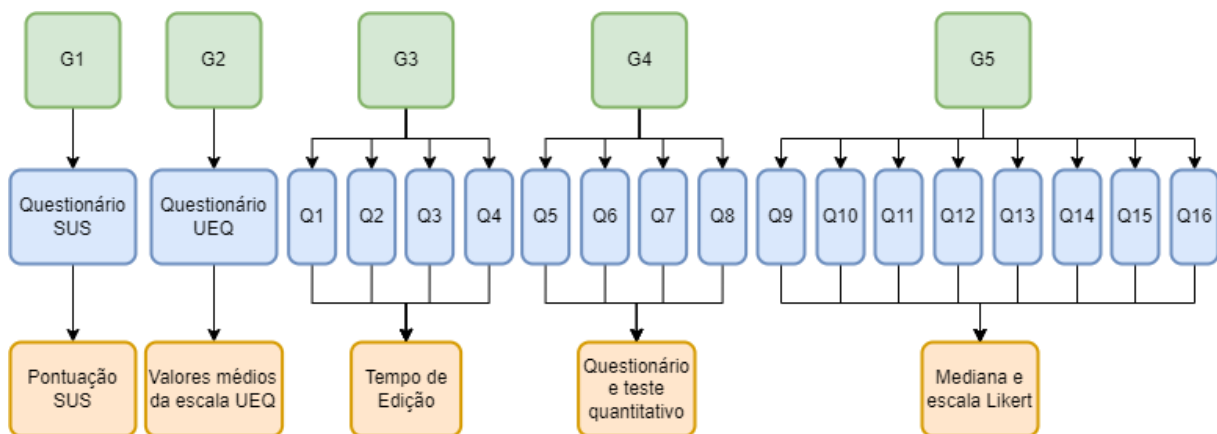 G1
G2
G3
G4
G5
Questionário
SUS
Questionário
UEQ
Q1
Q2
Q3
Q4
Q5
Q6
Q7
Q8
Q9
Q10
Q11
Q12
Q13
Q14
Q15
Q16
Pontuação
SUS
Valores médios
da escala UEQ
Tempo de
Edição
Questionário
e teste
quantitativo
Mediana e
escala Likert